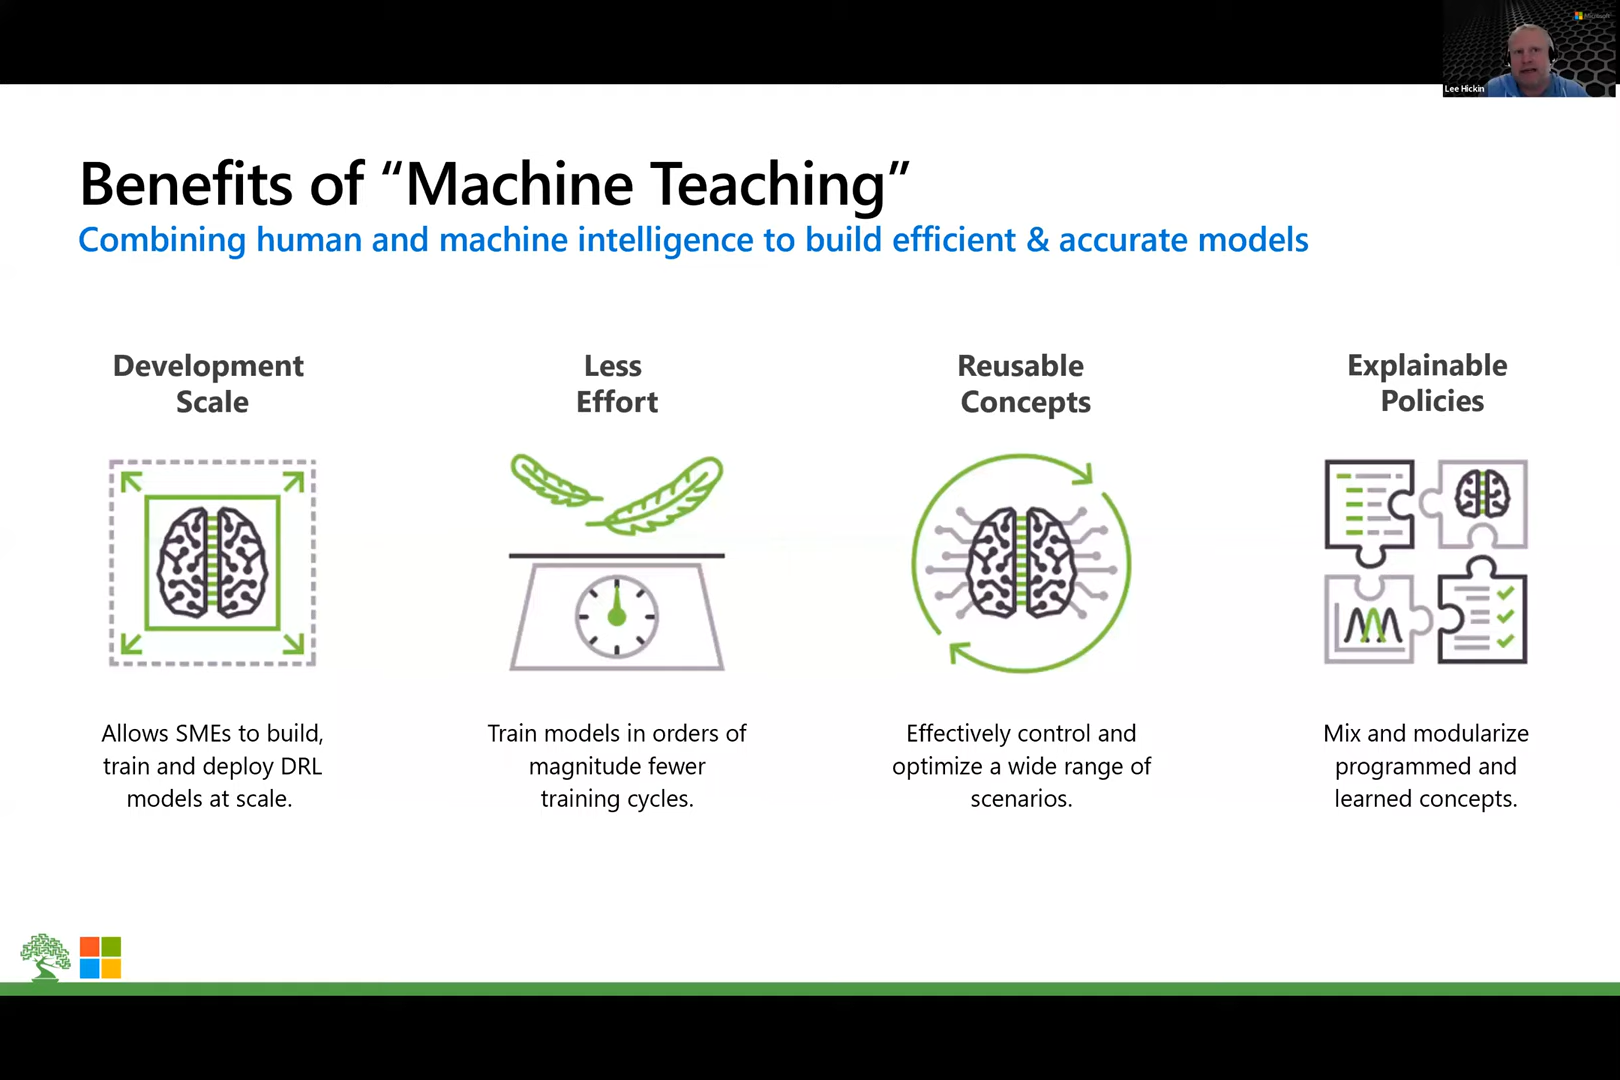 Microsoft
Lee Hickin
Benefits of “Machine Teaching”
Combining human and machine intelligence to build efficient & accurate models
Development
Scale
Allows SMEs to build,
train and deploy DRL
models at scale.
Less
Effort
Train models in orders of
magnitude fewer
training cycles.
Reusable
Concepts
Effectively control and
optimize a wide range of
scenarios.
Explainable
Policies
Mix and modularize
programmed and
learned concepts.